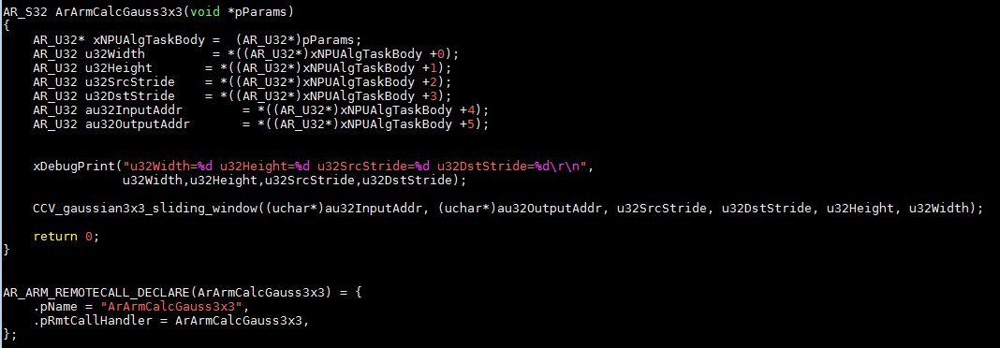 AR_S32 ArArmCalcGauss3x3(void *pParams)
{
    AR_U32* xNPUAlgTaskBody =  (AR_U32*)pParams;
    AR_U32 u32Width         = *((AR_U32*)xNPUAlgTaskBody +0);
    AR_U32 u32Height       = *((AR_U32*)xNPUAlgTaskBody +1);
    AR_U32 u32SrcStride    = *((AR_U32*)xNPUAlgTaskBody +2);
    AR_U32 u32DstStride    = *((AR_U32*)xNPUAlgTaskBody +3);
    AR_U32 au32InputAddr        = *((AR_U32*)xNPUAlgTaskBody +4);
    AR_U32 au32OutputAddr       = *((AR_U32*)xNPUAlgTaskBody +5);
    xDebugPrint("u32Width=%d u32Height=%d u32SrcStride=%d u32DstStride=%d\r\n",
                u32Width,u32Height,u32SrcStride,u32DstStride);
    CCV_gaussian3x3_sliding_window((uchar*)au32InputAddr, (uchar*)au32OutputAddr, u32SrcStride, u32DstStride, u32Height, u32Width);
    return 0;
}
AR_ARM_REMOTECALL_DECLARE(ArArmCalcGauss3x3) = {
    .pName = "ArArmCalcGauss3x3",
    .pRmtCallHandler = ArArmCalcGauss3x3,
};